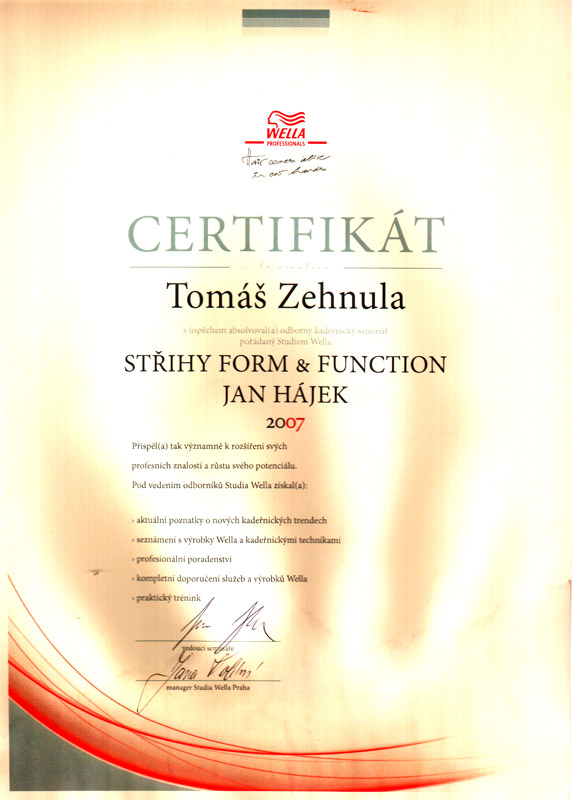 WELLA
PROFESSIONALS
Hair comes alive
in our hands
CERTIFIKÁT
Tomáš Zehnula
s úspěchem absolvoval(a) odborný kadeřnický seminář
pořádaný Studiem Wella
STŘIHY FORM & FUNCTION
JAN HÁJEK
2007
Přispěl(a) tak významně k rozšíření svých
profesních znalostí a růstu svého potenciálu.
Pod vedením odborníků Studia Wella získal(a):
› aktuální poznatky o nových kadeřnických trendech
› seznámení s výrobky Wella a kadeřnickými technikami
› profesionální poradenství
› kompletní doporučení služeb a výrobků Wella
› praktický trénink
vedoucí semináře
Jana
manager Studia Wella Praha